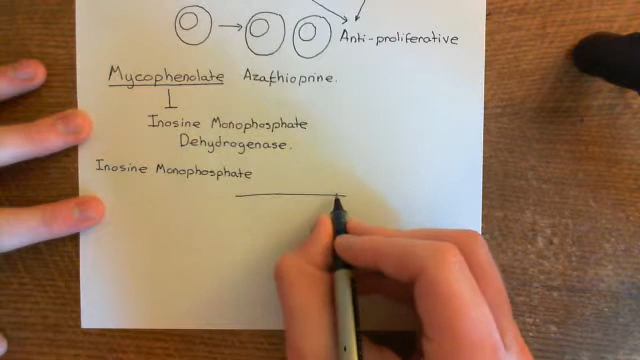 Anti-proliferative
Mycophenolate Azathioprine.
Inosine Monophosphate
Dehydrogenase.
Inosine Monophosphate